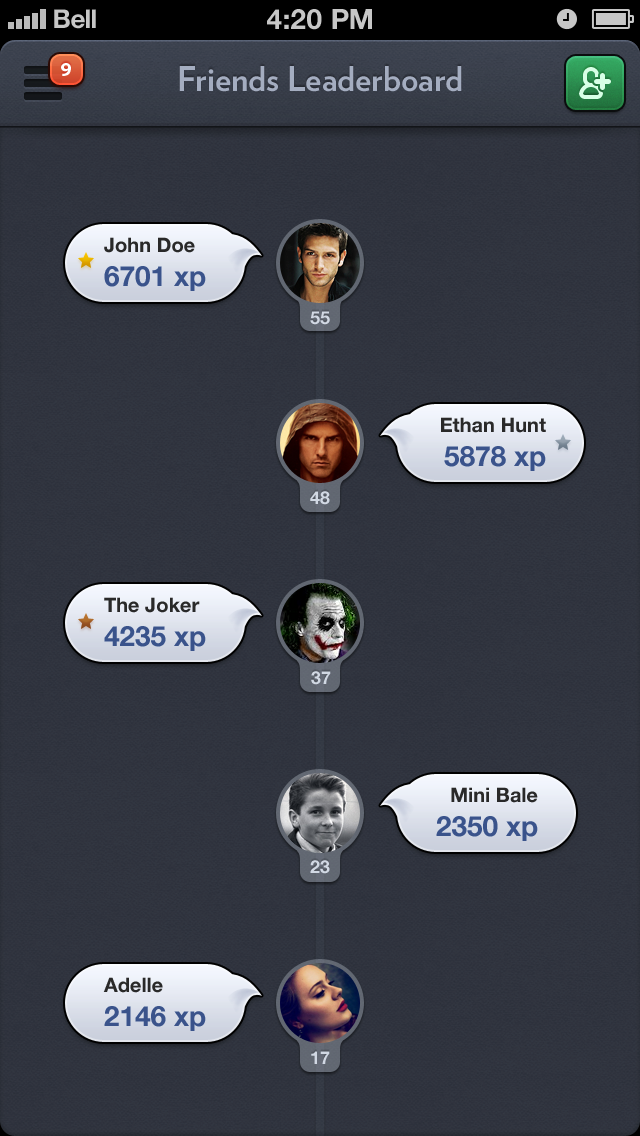 Bell 4:20 PM
9
Friends Leaderboard
John Doe
6701 xp
55
Ethan Hunt
5878 xp
48
The Joker
4235 xp
37
Mini Bale
2350 xp
23
Adelle
2146 xp
17